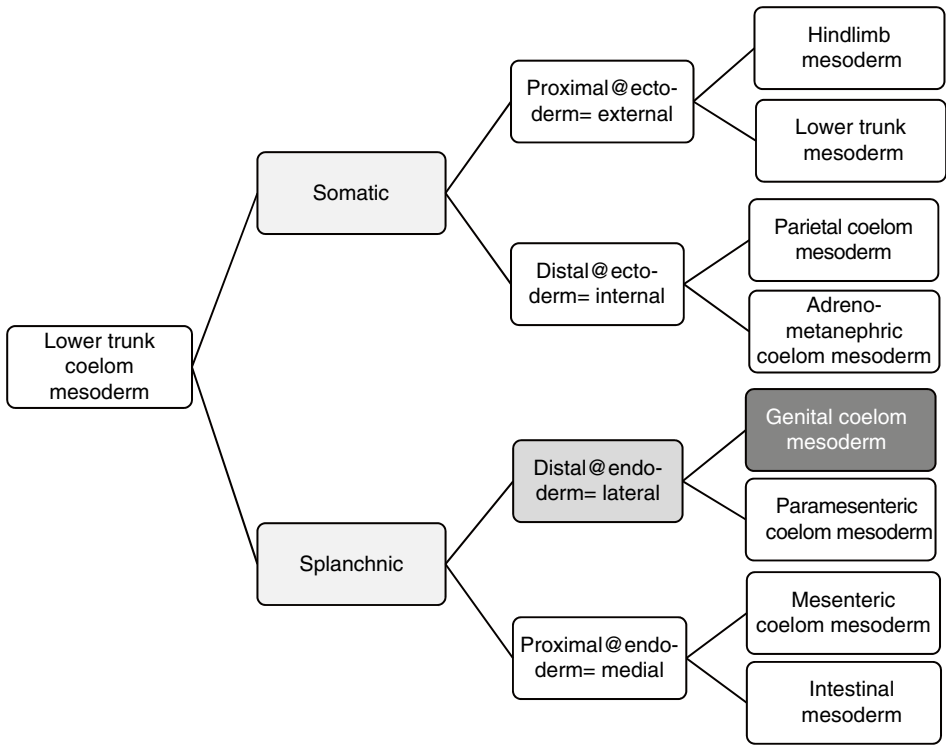 Hindlimb
mesoderm
Proximal@ecto-
derm= external
Lower trunk
mesoderm
Somatic
Parietal coelom
mesoderm
Distal@ecto-
derm= internal
Adreno-
metanephric
coelom mesoderm
Lower trunk
coelom
mesoderm
Genital coelom
mesoderm
Distal@endo-
derm= lateral
Paramesenteric
coelom mesoderm
Splanchnic
Mesenteric
coelom mesoderm
Proximal@endo-
derm= medial
Intestinal
mesoderm